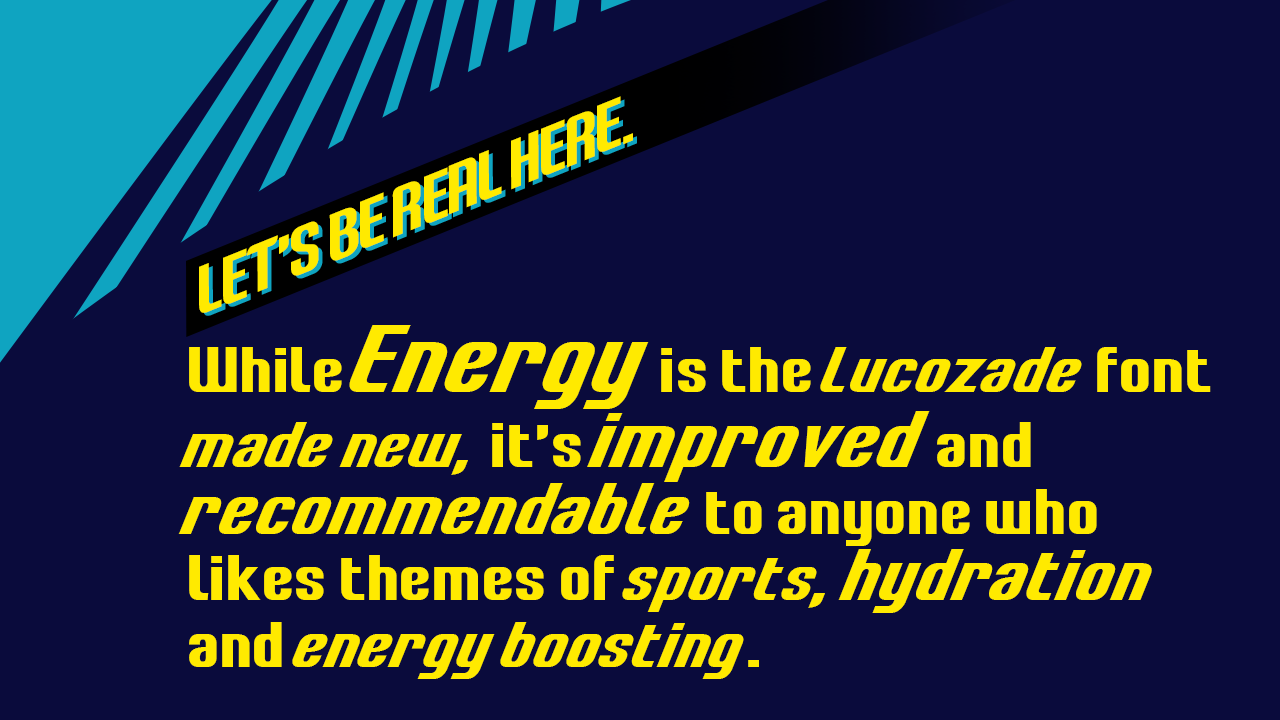 LET'S BE REAL HERE.
While Energy is the Lucozade font
made new, it's improved and
recommendable to anyone who
likes themes of sports, hydration
and energy boosting.